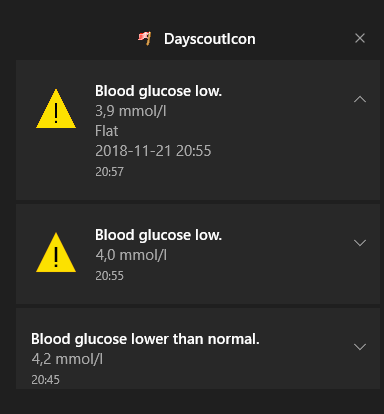 DayscoutIcon
Blood glucose low.
3,9 mmol/l
Flat
2018-11-21 20:55
20:57
Blood glucose low.
4,0 mmol/l
20:55
Blood glucose lower than normal.
4,2 mmol/l
20:45